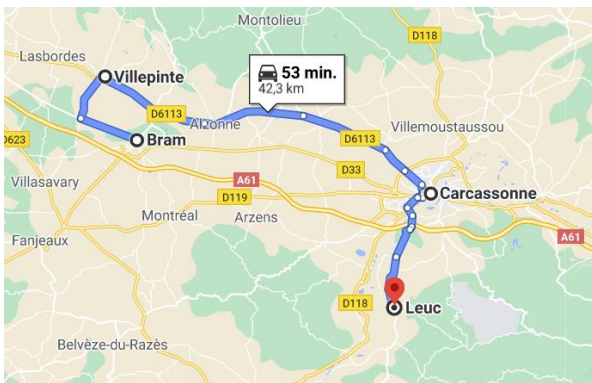 Montolieu
D118
Lasbordes
Villepinte
53 min.
42,3 km
D6113
Alzonne
D6113
Villemoustaussou
D623
Bram
D33
Villasavary
A61
D119
Carcassonne
Montréal
Arzens
Fanjeaux
A61
D118
Leuc
Belvèze-du-Razès